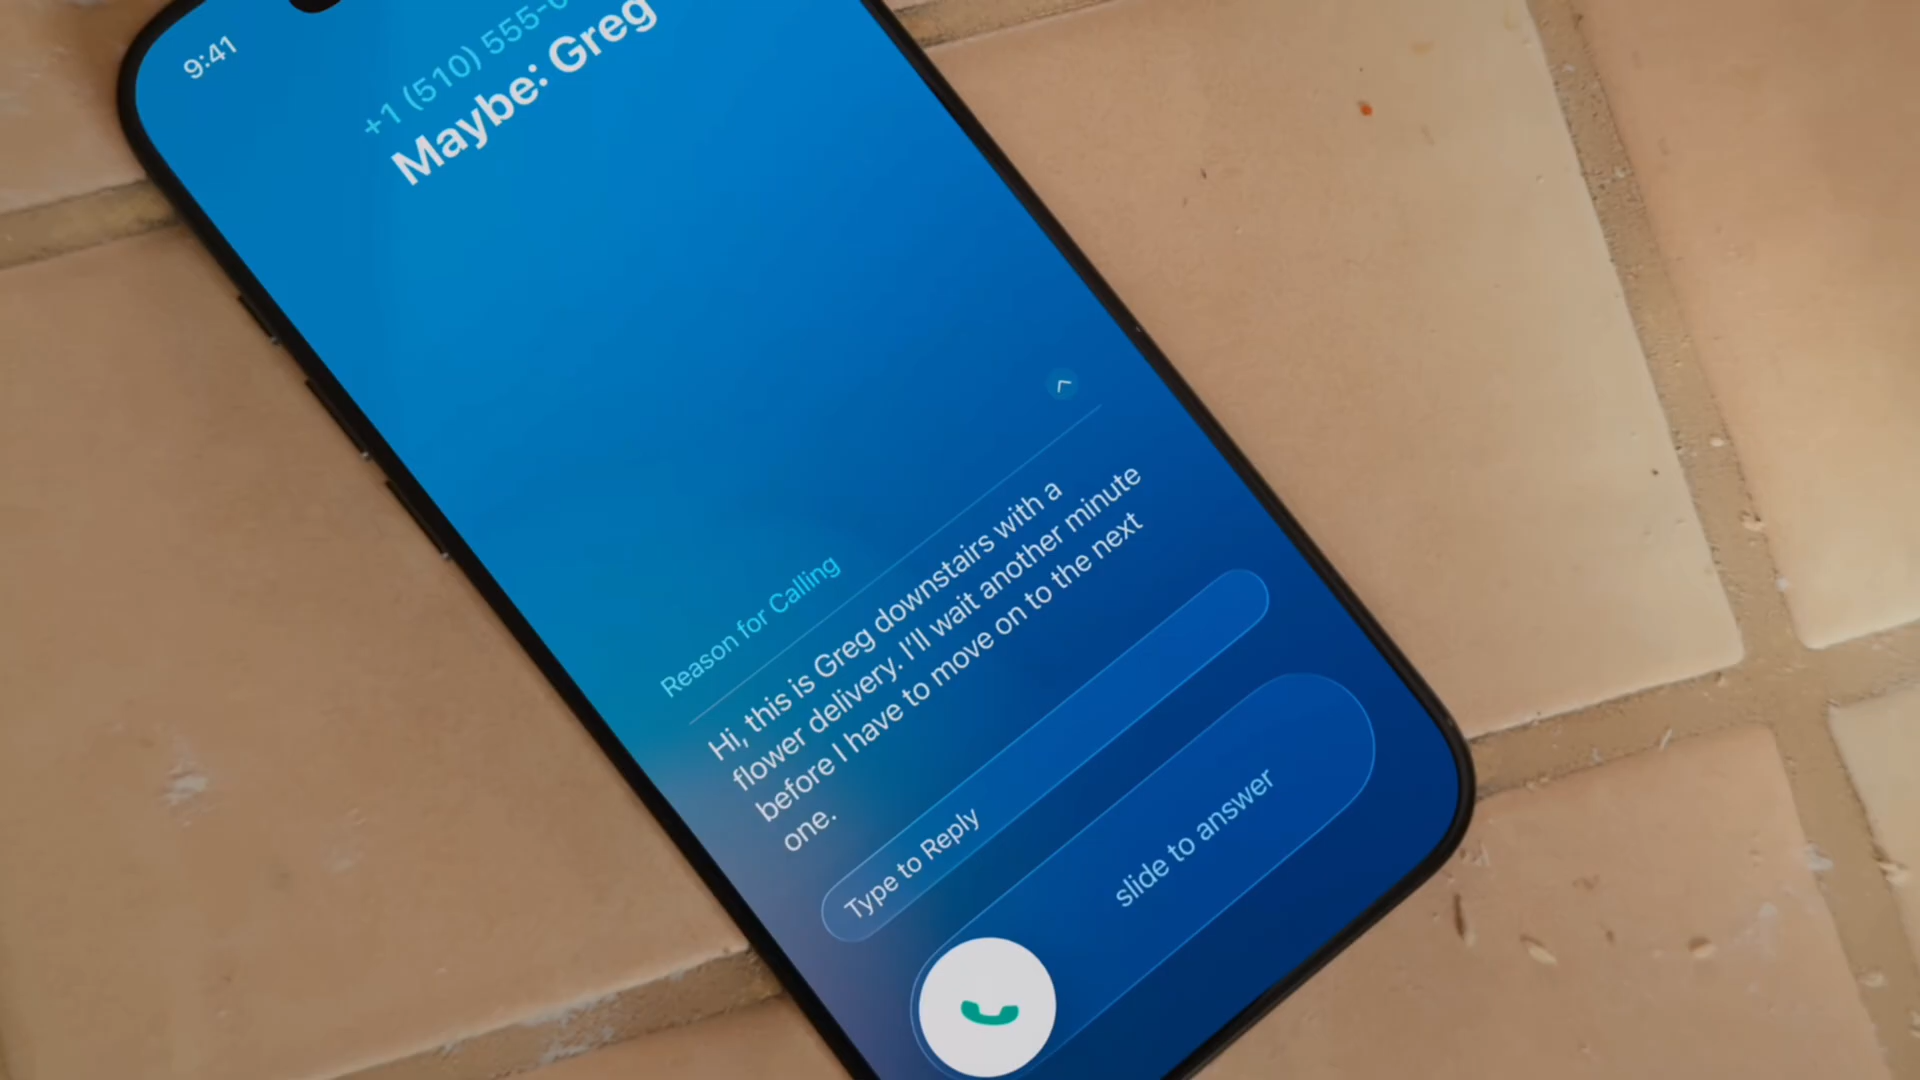 9:41
+1 (510) 555-
Maybe: Greg
Reason for Calling
Hi, this is Greg downstairs with a
flower delivery. I'll wait another minute
before I have to move on to the next
one.
Type to Reply
slide to answer